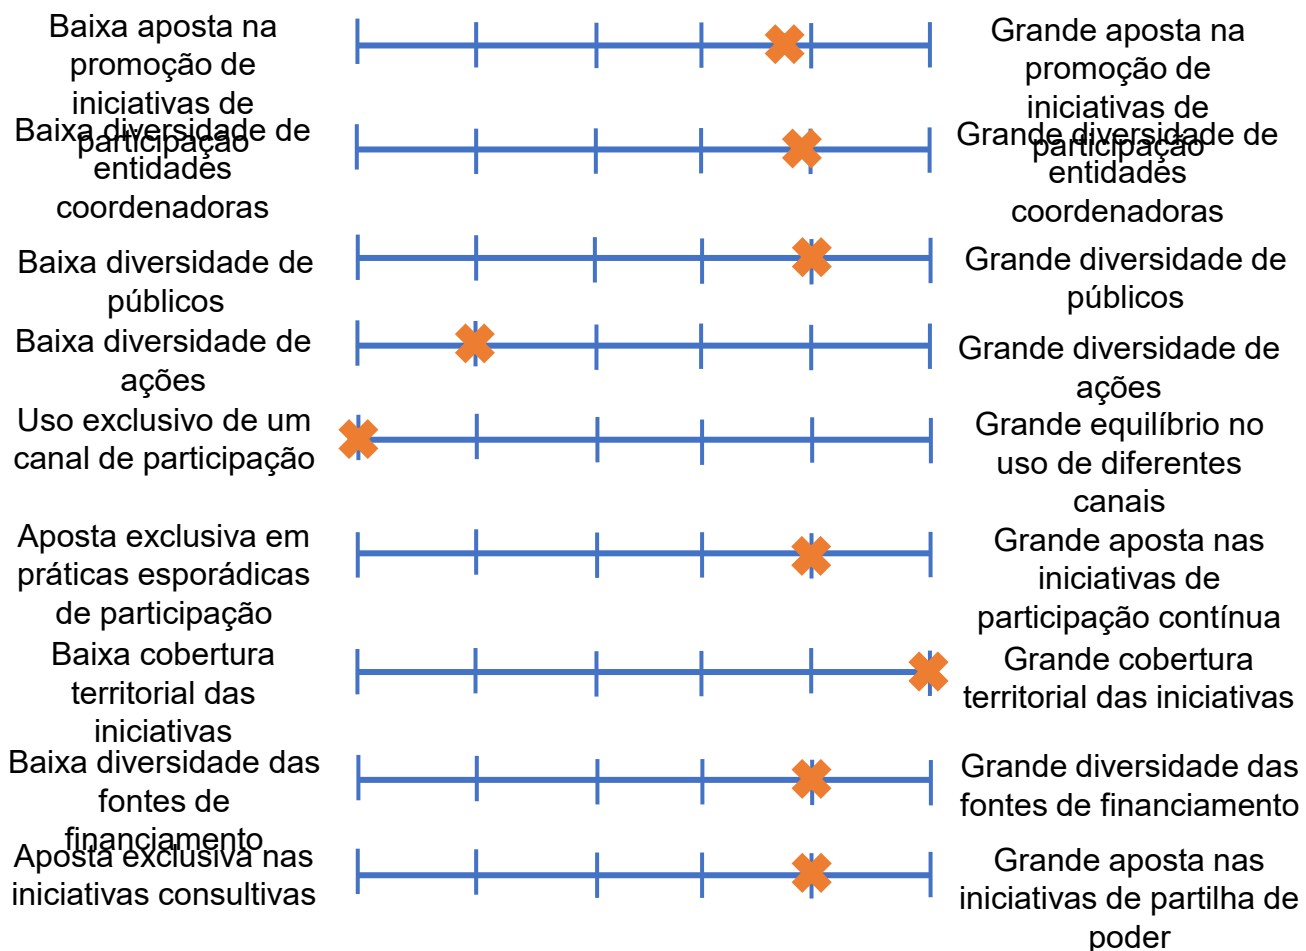 Baixa aposta na
promoção de
iniciativas de
participação
Grande aposta na
promoção de
iniciativas de
participação
Baixa diversidade de
entidades
coordenadoras
Grande diversidade de
entidades
coordenadoras
Baixa diversidade de
públicos
Grande diversidade de
públicos
Baixa diversidade de
ações
Grande diversidade de
ações
Uso exclusivo de um
canal de participação
Grande equilíbrio no
uso de diferentes
canais
Aposta exclusiva em
práticas esporádicas
de participação
Grande aposta nas
iniciativas de
participação contínua
Baixa cobertura
territorial das
iniciativas
Grande cobertura
territorial das iniciativas
Baixa diversidade das
fontes de
financiamento
Grande diversidade das
fontes de financiamento
Aposta exclusiva nas
iniciativas consultivas
Grande aposta nas
iniciativas de partilha de
poder